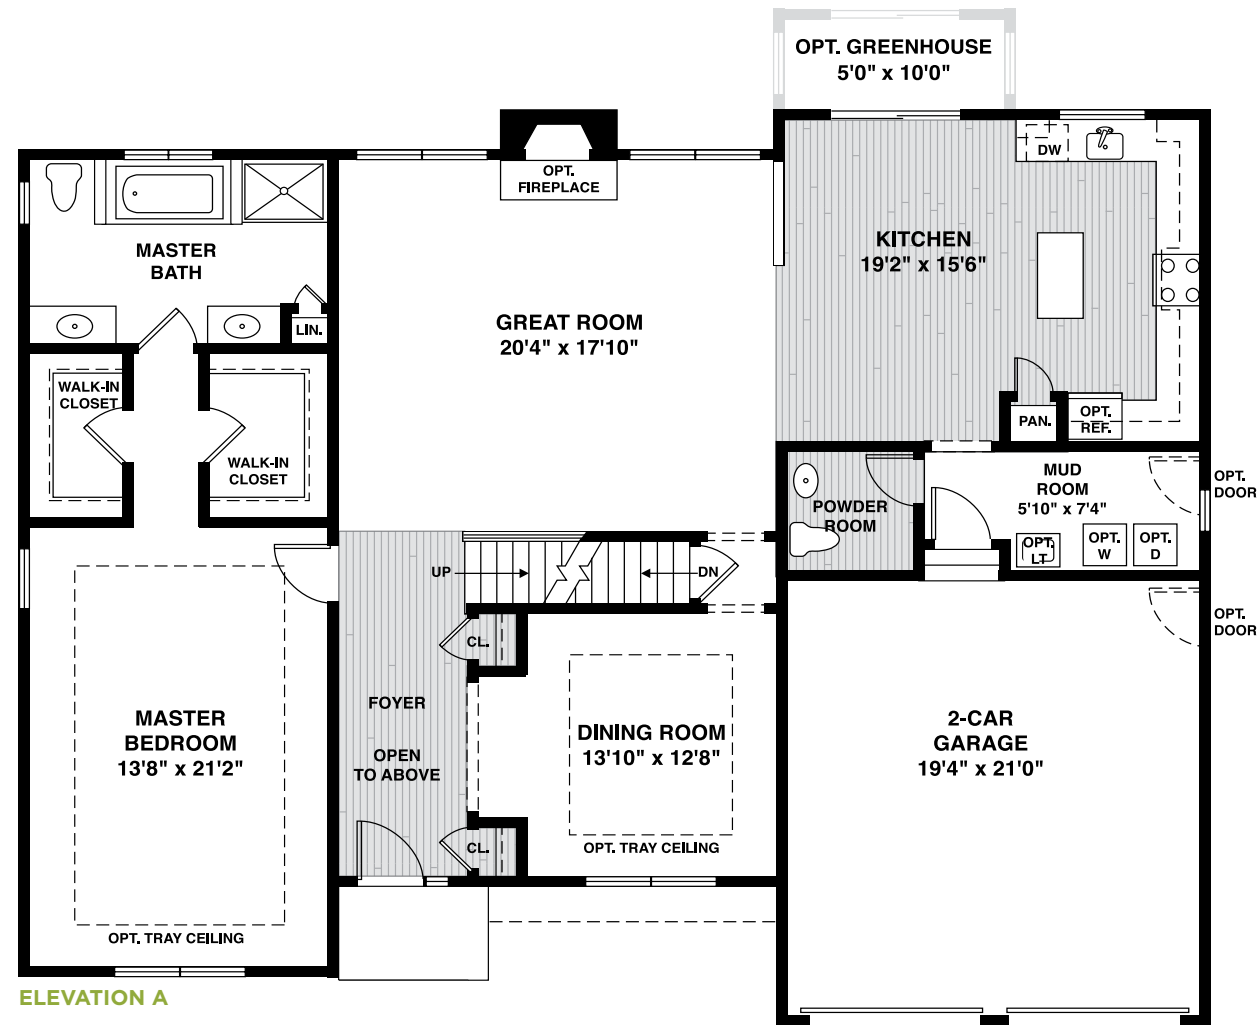 OPT. GREENHOUSE
5'0" x 10'0"
OPT.
FIREPLACE
DW
MASTER
BATH
KITCHEN
19'2" x 15'6"
LIN.
GREAT ROOM
20'4" x 17'10"
WALK-IN
CLOSET
WALK-IN
CLOSET
PAN.
OPT.
REF.
MUD
ROOM
5'10" x 7'4"
OPT.
DOOR
POWDER
ROOM
OPT.
LT
OPT.
W
OPT.
D
UP
DN
OPT.
DOOR
CL.
FOYER
OPEN
TO ABOVE
MASTER
BEDROOM
13'8" x 21'2"
DINING ROOM
13'10" x 12'8"
2-CAR
GARAGE
19'4" x 21'0"
CL.
OPT. TRAY CEILING
OPT. TRAY CEILING
ELEVATION A